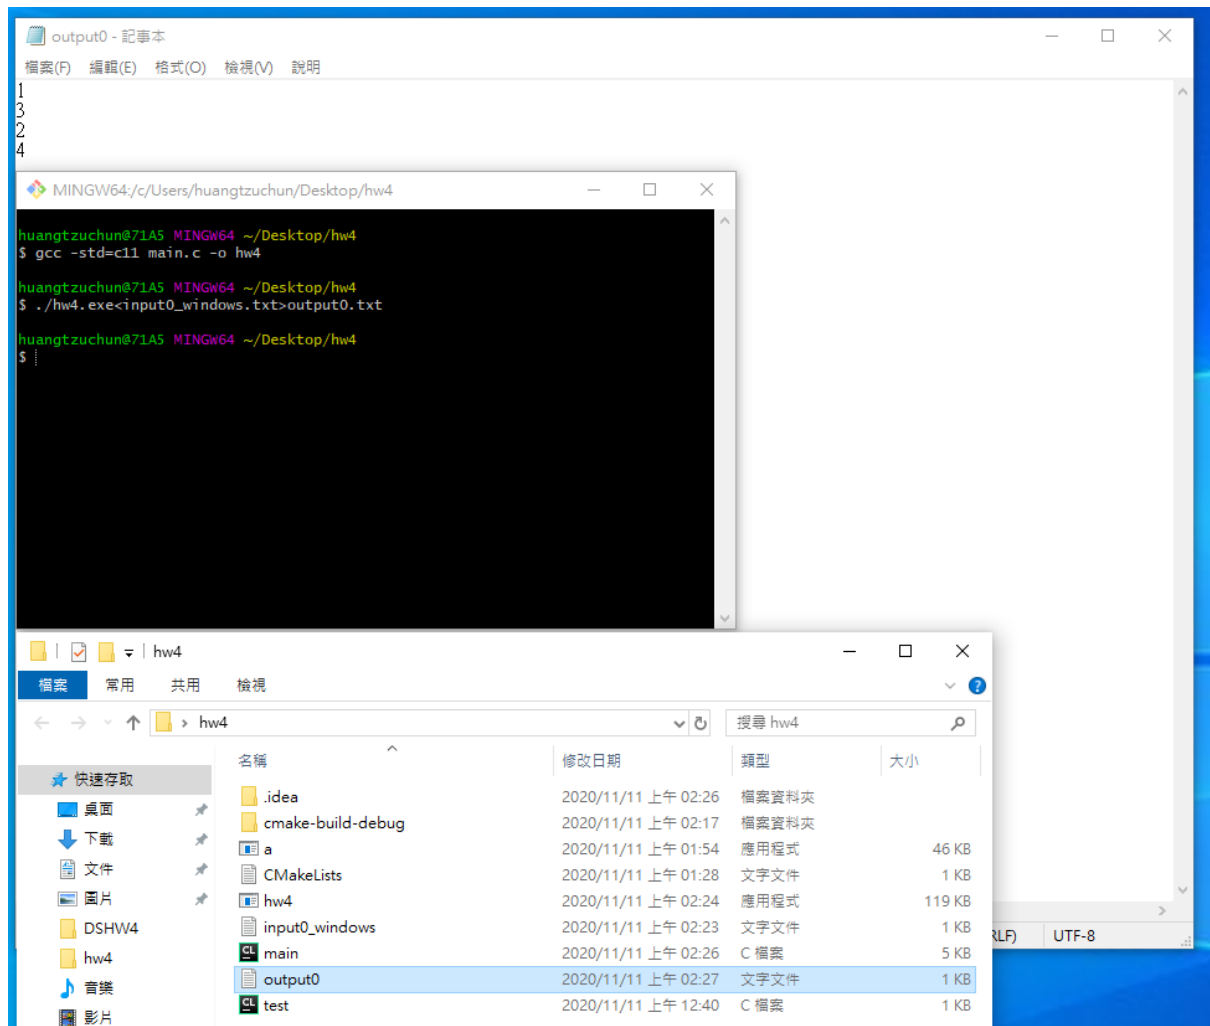 output0 - 記事本
檔案(F) 編輯(E) 格式(O) 檢視(V) 說明
1
3
2
4
MINGW64:/c/Users/huangtzuchun/Desktop/hw4
huangtzuchun@71A5 MINGW64 ~/Desktop/hw4
$ gcc -std=c11 main.c -o hw4
huangtzuchun@71A5 MINGW64 ~/Desktop/hw4
$ ./hw4.exe<input0_windows.txt>output0.txt
huangtzuchun@71A5 MINGW64 ~/Desktop/hw4
$
hw4
檔案 常用 共用 檢視
hw4 搜尋 hw4
名稱 修改日期 類型 大小
快速存取
桌面
下載
文件
圖片
DSHW4
hw4
音樂
影片
.idea 2020/11/11 上午 02:26 檔案資料夾
cmake-build-debug 2020/11/11 上午 02:17 檔案資料夾
a 2020/11/11 上午 01:54 應用程式 46 KB
CMakeLists 2020/11/11 上午 01:28 文字文件 1 KB
hw4 2020/11/11 上午 02:24 應用程式 119 KB
input0_windows 2020/11/11 上午 02:23 文字文件 1 KB
main 2020/11/11 上午 02:26 C 檔案 5 KB
output0 2020/11/11 上午 02:27 文字文件 1 KB
test 2020/11/11 上午 12:40 C 檔案 1 KB
RLF) UTF-8